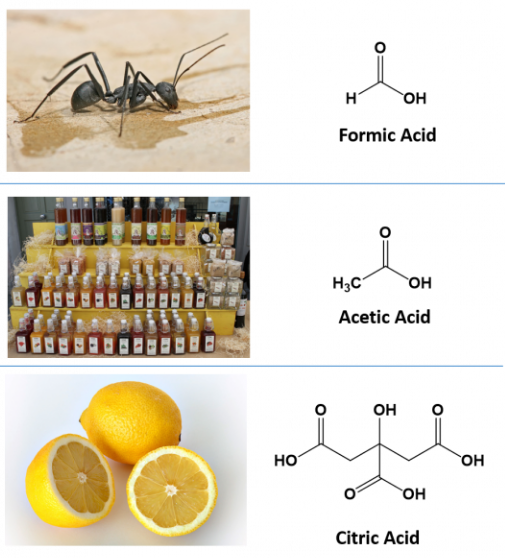 O
H
OH
Formic Acid
O
H₃C
OH
Acetic Acid
O
OH
O
HO
OH
O
OH
Citric Acid